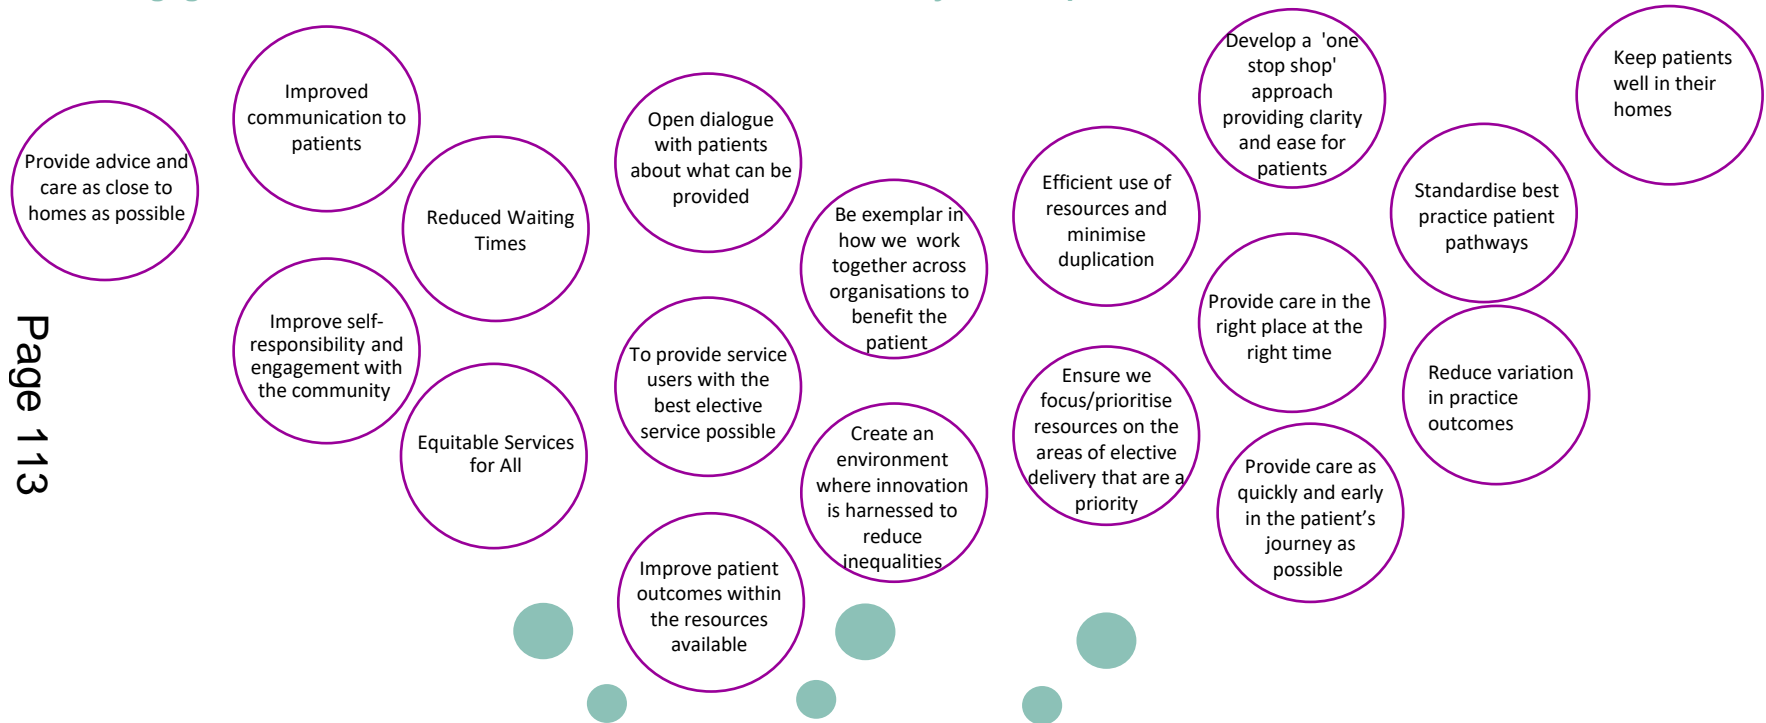 Provide advice and
care as close to
homes as possible
Improved
communication to
patients
Improve self-
responsibility and
engagement with
the community
Reduced Waiting
Times
Equitable Services
for All
Open dialogue
with patients
about what can be
provided
To provide service
users with the
best elective
service possible
Improve patient
outcomes within
the resources
available
Be exemplar in
how we work
together across
organisations to
benefit the
patient
Create an
environment
where innovation
is harnessed to
reduce
inequalities
Efficient use of
resources and
minimise
duplication
Ensure we
focus/prioritise
resources on the
areas of elective
delivery that are a
priority
Develop a 'one
stop shop'
approach
providing clarity
and ease for
patients
Provide care in the
right place at the
right time
Provide care as
quickly and early
in the patient’s
journey as
possible
Standardise best
practice patient
pathways
Reduce variation
in practice
outcomes
Keep patients
well in their
homes
Page 113